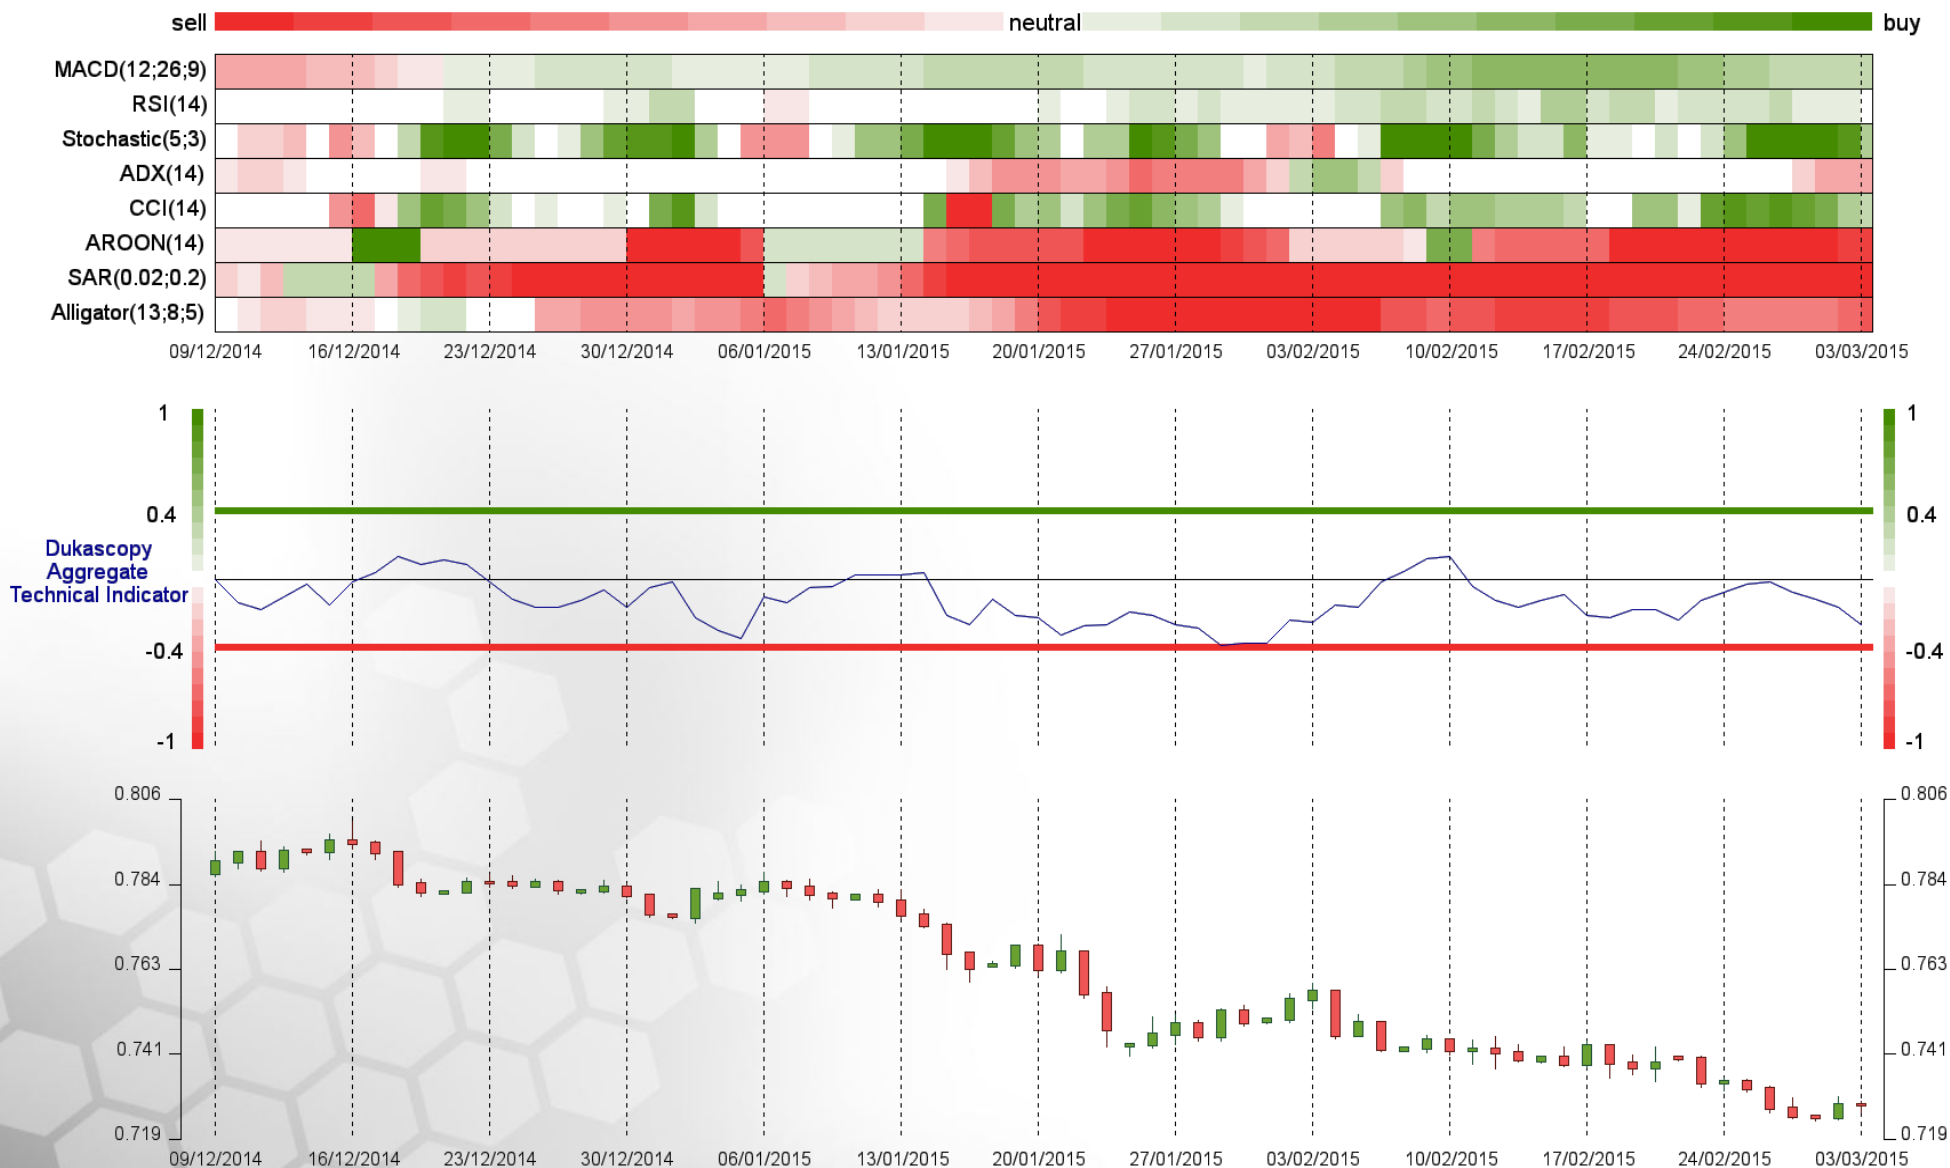 sell neutral buy
MACD(12;26;9)
RSI(14)
Stochastic(5;3)
ADX(14)
CCI(14)
AROON(14)
SAR(0.02;0.2)
Alligator(13;8;5)
09/12/2014 16/12/2014 23/12/2014 30/12/2014 06/01/2015 13/01/2015 20/01/2015 27/01/2015 03/02/2015 10/02/2015 17/02/2015 24/02/2015 03/03/2015
1 1
0.4 0.4
Dukascopy
Aggregate
Technical Indicator
-0.4 -0.4
-1 -1
0.806 0.806
0.784 0.784
0.763 0.763
0.741 0.741
0.719 0.719
09/12/2014 16/12/2014 23/12/2014 30/12/2014 06/01/2015 13/01/2015 20/01/2015 27/01/2015 03/02/2015 10/02/2015 17/02/2015 24/02/2015 03/03/2015